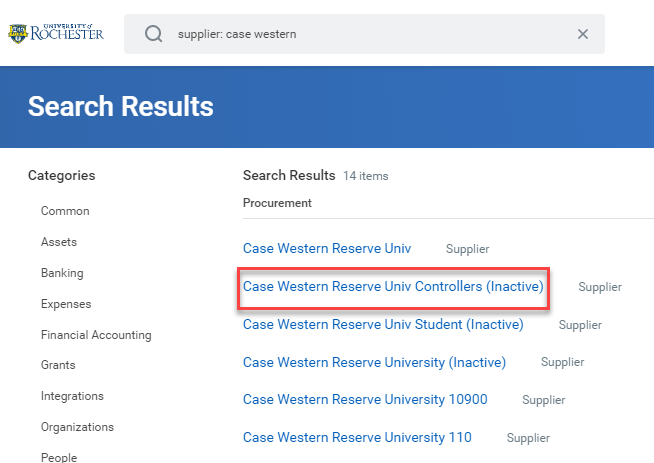 UNIVERSITY of
ROCHESTER
supplier: case western
Search Results
Categories
Common
Assets
Banking
Expenses
Financial Accounting
Grants
Integrations
Organizations
People
Search Results 14 items
Procurement
Case Western Reserve Univ Supplier
Case Western Reserve Univ Controllers (Inactive) Supplier
Case Western Reserve Univ Student (Inactive) Supplier
Case Western Reserve University (Inactive) Supplier
Case Western Reserve University 10900 Supplier
Case Western Reserve University 110 Supplier